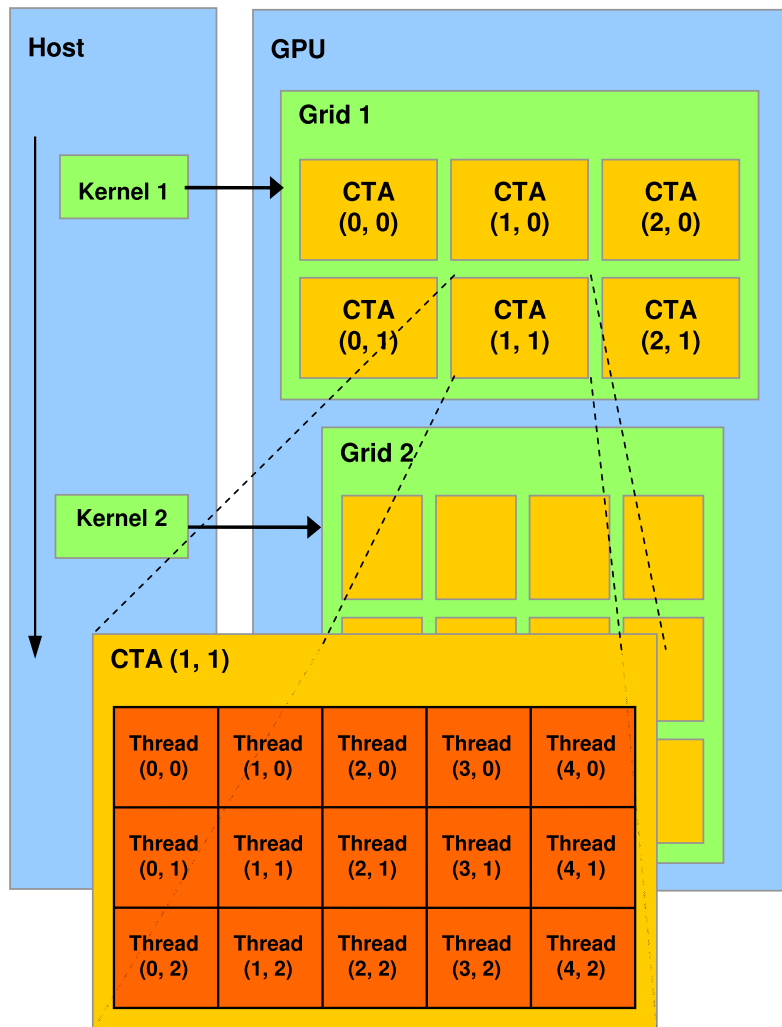 Host
GPU
Grid 1
Kernel 1
CTA
(0, 0)
CTA
(1, 0)
CTA
(2, 0)
CTA
(0, 1)
CTA
(1, 1)
CTA
(2, 1)
Grid 2
Kernel 2
CTA (1, 1)
Thread
(0, 0)
Thread
(1, 0)
Thread
(2, 0)
Thread
(3, 0)
Thread
(4, 0)
Thread
(0, 1)
Thread
(1, 1)
Thread
(2, 1)
Thread
(3, 1)
Thread
(4, 1)
Thread
(0, 2)
Thread
(1, 2)
Thread
(2, 2)
Thread
(3, 2)
Thread
(4, 2)